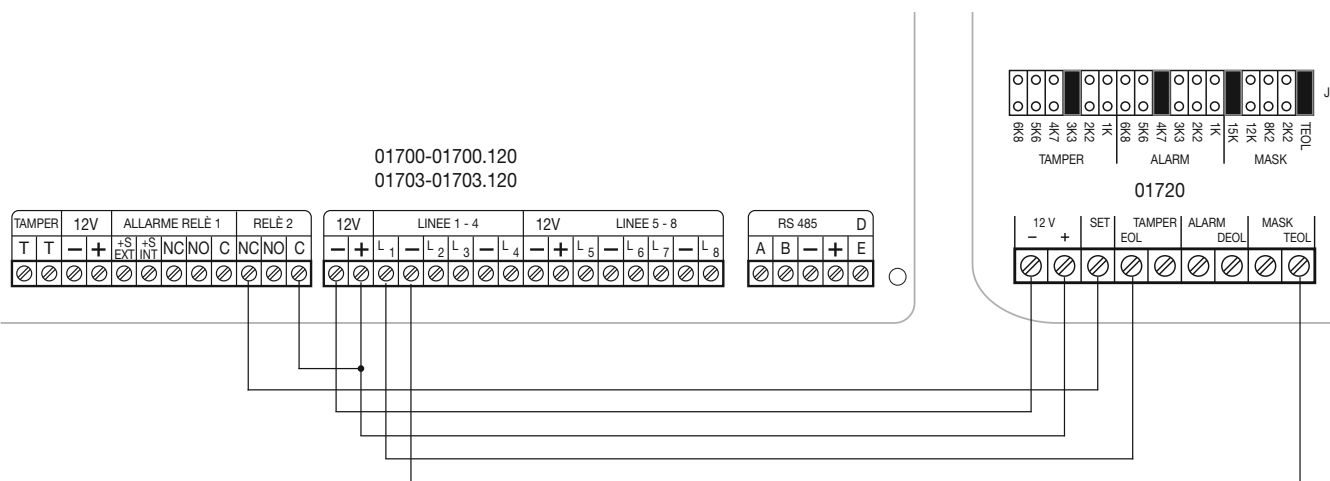 J
6K8 5K6 4K7 3K3 2K2 1K 6K8 5K6 4K7 3K3 2K2 1K 15K 12K 8K2 2K2 TEOL
TAMPER ALARM MASK
01700-01700.120
01703-01703.120
01720
TAMPER 12V ALLARME RELÈ 1 RELÈ 2
T T − + +S EXT +S INT NC NO C NC NO C
12V LINEE 1 - 4 12V LINEE 5 - 8
− + L1 − L2 L3 − L4 − + L5 − L6 L7 − L8
RS 485 D
A B − + E
12 V SET TAMPER ALARM MASK
− + EOL DEOL TEOL